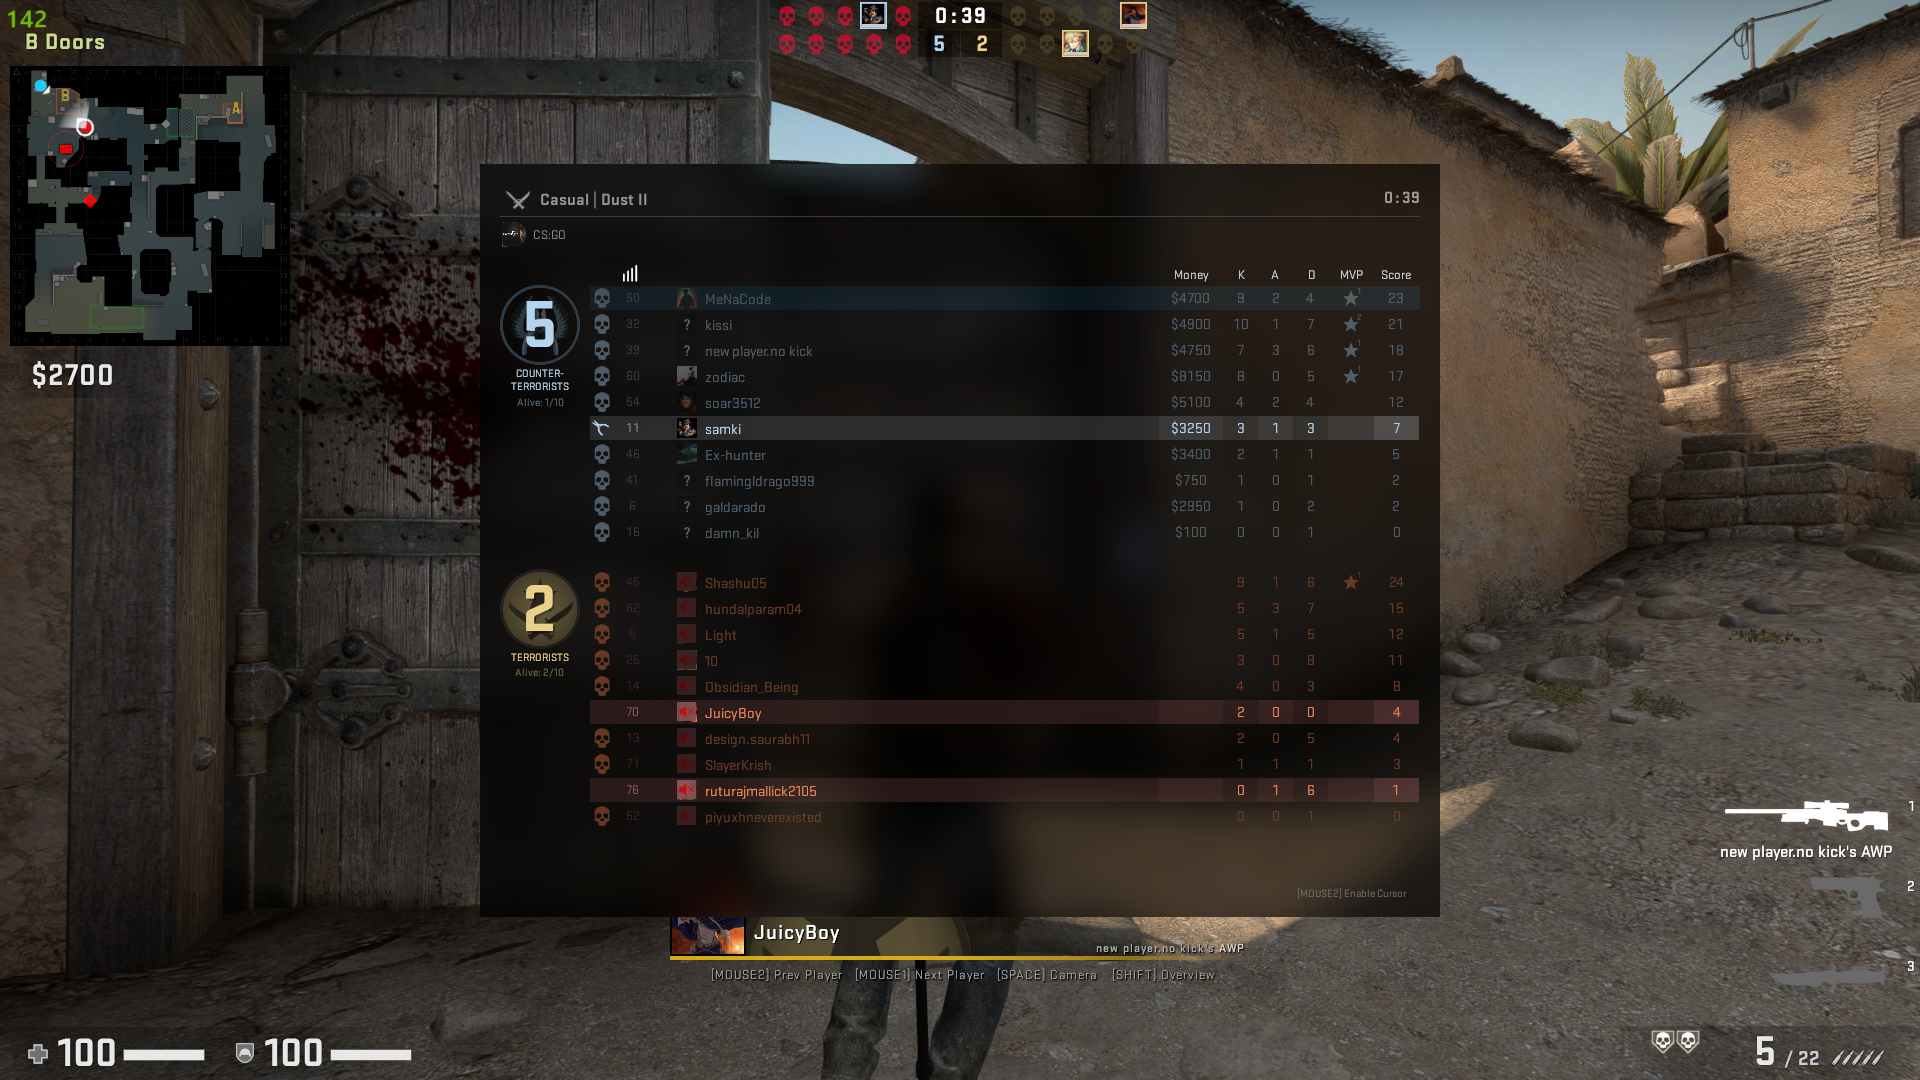 142
B Doors
0:39
5 2
B
A
$2700
Casual | Dust II 0:39
CS:GO
Money K A D MVP Score
5
COUNTER-
TERRORISTS
Alive: 1/10
50 MeNaCode $4700 9 2 4 1 23
32 ? kissi $4900 10 1 7 2 21
39 ? new player.no kick $4750 7 3 6 1 18
60 zodiac $8150 8 0 5 1 17
54 soar3512 $5100 4 2 4 12
11 samki $3250 3 1 3 7
46 Ex-hunter $3400 2 1 1 5
41 ? flamingldrago999 $750 1 0 1 2
6 ? galdarado $2950 1 0 2 2
16 ? damn_kil $100 0 0 1 0
2
TERRORISTS
Alive: 2/10
45 Shashu05 9 1 6 1 24
62 hundalparam04 5 3 7 15
5 Light 5 1 5 12
25 10 3 0 8 11
14 Obsidian_Being 4 0 3 8
70 JuicyBoy 2 0 0 4
13 design.saurabh11 2 0 5 4
71 SlayerKrish 1 1 1 3
76 ruturajmallick2105 0 1 6 1
52 piyuxhneverexisted 0 0 1 0
[MOUSE2] Enable Cursor
1
new player.no kick's AWP
2
3
JuicyBoy
new player.no kick's AWP
[MOUSE2] Prev Player [MOUSE1] Next Player [SPACE] Camera [SHIFT] Overview
100 100
5 / 22